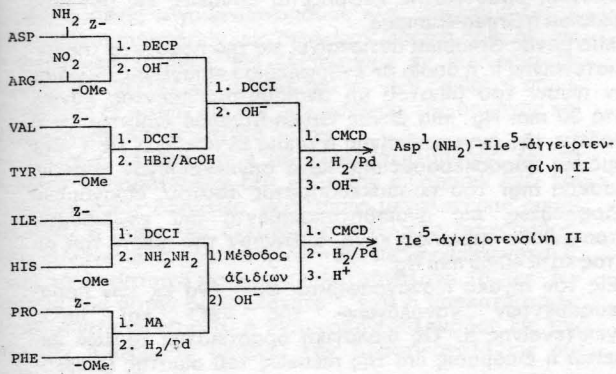 NH2 Z-
ASP
1. DECP
2. OH⁻
NO2
ARG
-OMe
1. DCCI
2. OH⁻
Z-
VAL
1. DCCI
2. HBr/AcOH
TYR
-OMe
1. CMCD
2. H2/Pd
3. OH⁻
Asp¹(NH2)-Ile⁵-άγγειοτεν-
σίνη II
Z-
ILE
1. DCCI
2. NH2NH2
HIS
-OMe
1)Μέθοδος
άζιδίων
2) OH⁻
1. CMCD
2. H2/Pd
3. H⁺
Ile⁵-άγγειοτενσίνη II
Z-
PRO
1. MA
2. H2/Pd
PHE
-OMe